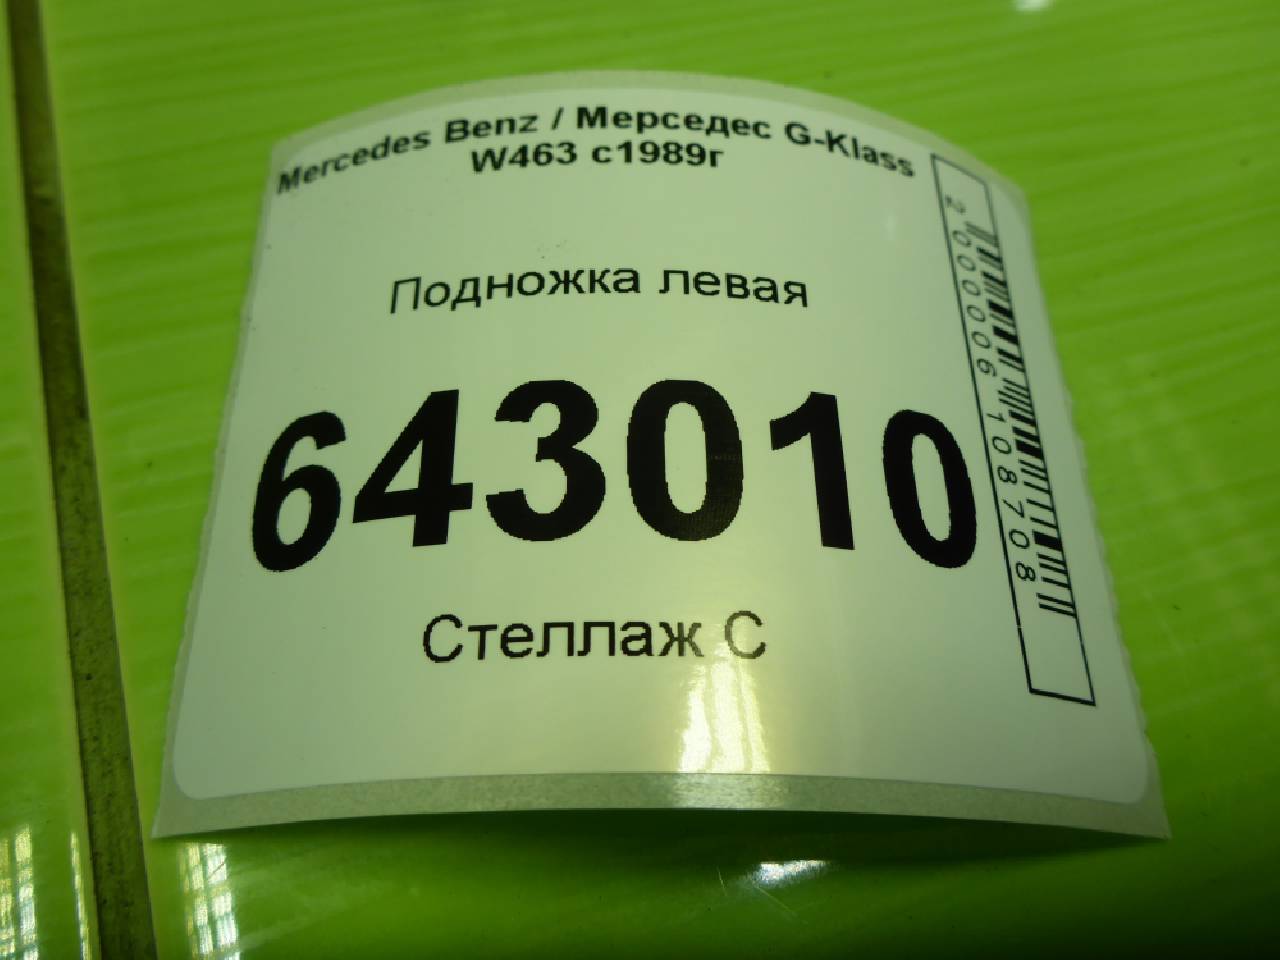 Mercedes Benz / Мерседес G-Klass
W463 с1989г
Подножка левая
643010
Стеллаж С
2000006108708